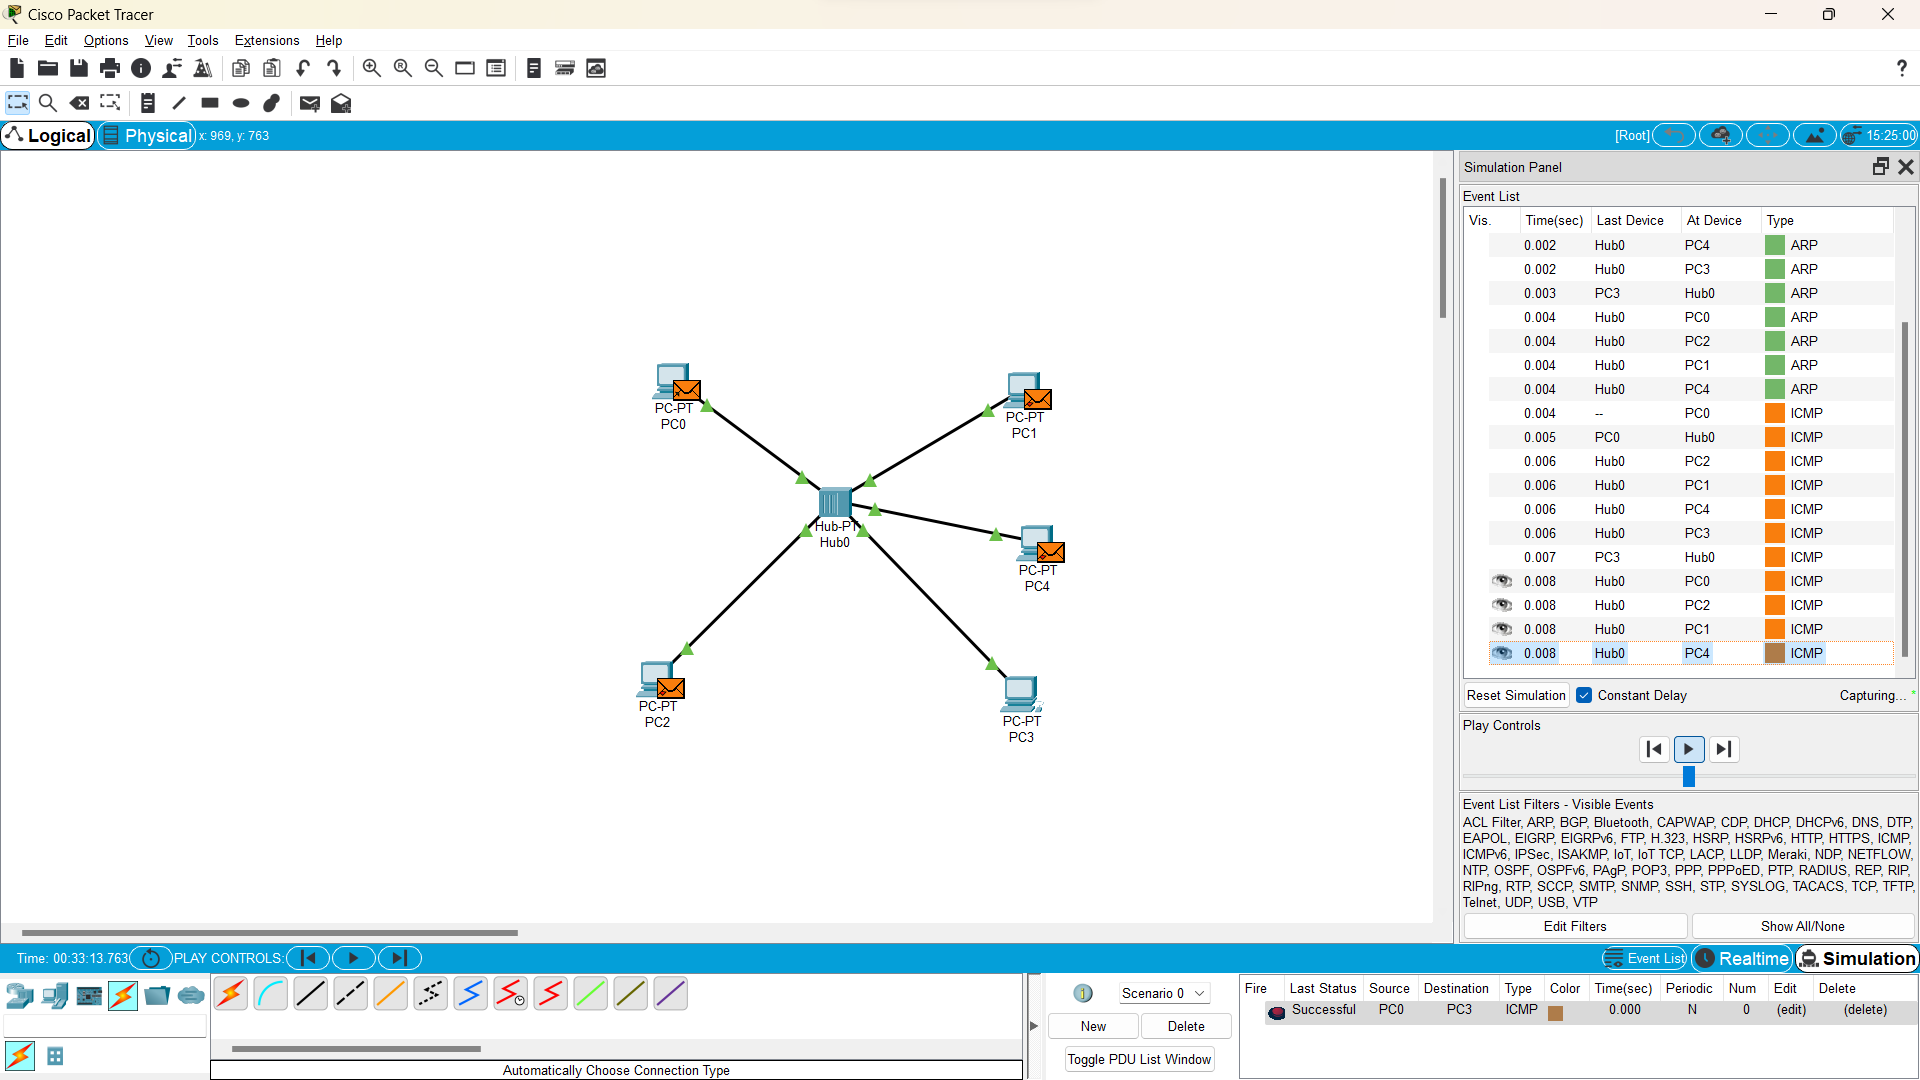 Cisco Packet Tracer
File Edit Options View Tools Extensions Help
Logical Physical x: 969, y: 763 [Root] 15:25:00
Simulation Panel
Event List
Vis. Time(sec) Last Device At Device Type
0.002 Hub0 PC4 ARP
0.002 Hub0 PC3 ARP
0.003 PC3 Hub0 ARP
0.004 Hub0 PC0 ARP
0.004 Hub0 PC2 ARP
0.004 Hub0 PC1 ARP
0.004 Hub0 PC4 ARP
0.004 -- PC0 ICMP
0.005 PC0 Hub0 ICMP
0.006 Hub0 PC2 ICMP
0.006 Hub0 PC1 ICMP
0.006 Hub0 PC4 ICMP
0.006 Hub0 PC3 ICMP
0.007 PC3 Hub0 ICMP
0.008 Hub0 PC0 ICMP
0.008 Hub0 PC2 ICMP
0.008 Hub0 PC1 ICMP
0.008 Hub0 PC4 ICMP
Reset Simulation Constant Delay Capturing... *
Play Controls
Event List Filters - Visible Events
ACL Filter, ARP, BGP, Bluetooth, CAPWAP, CDP, DHCP, DHCPv6, DNS, DTP,
EAPOL, EIGRP, EIGRPv6, FTP, H.323, HSRP, HSRPv6, HTTP, HTTPS, ICMP,
ICMPv6, IPSec, ISAKMP, IoT, IoT TCP, LACP, LLDP, Meraki, NDP, NETFLOW,
NTP, OSPF, OSPFv6, PAgP, POP3, PPP, PPPoED, PTP, RADIUS, REP, RIP,
RIPng, RTP, SCCP, SMTP, SNMP, SSH, STP, SYSLOG, TACACS, TCP, TFTP,
Telnet, UDP, USB, VTP
Edit Filters Show All/None
PC-PT
PC0
PC-PT
PC1
Hub-PT
Hub0
PC-PT
PC4
PC-PT
PC2
PC-PT
PC3
Time: 00:33:13.763 PLAY CONTROLS: Event List Realtime Simulation
Scenario 0
New Delete
Toggle PDU List Window
Fire Last Status Source Destination Type Color Time(sec) Periodic Num Edit Delete
Successful PC0 PC3 ICMP 0.000 N 0 (edit) (delete)
Automatically Choose Connection Type